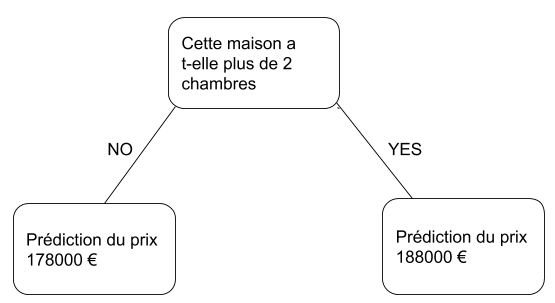 Cette maison a
t-elle plus de 2
chambres
NO
YES
Prédiction du prix
178000 €
Prédiction du prix
188000 €